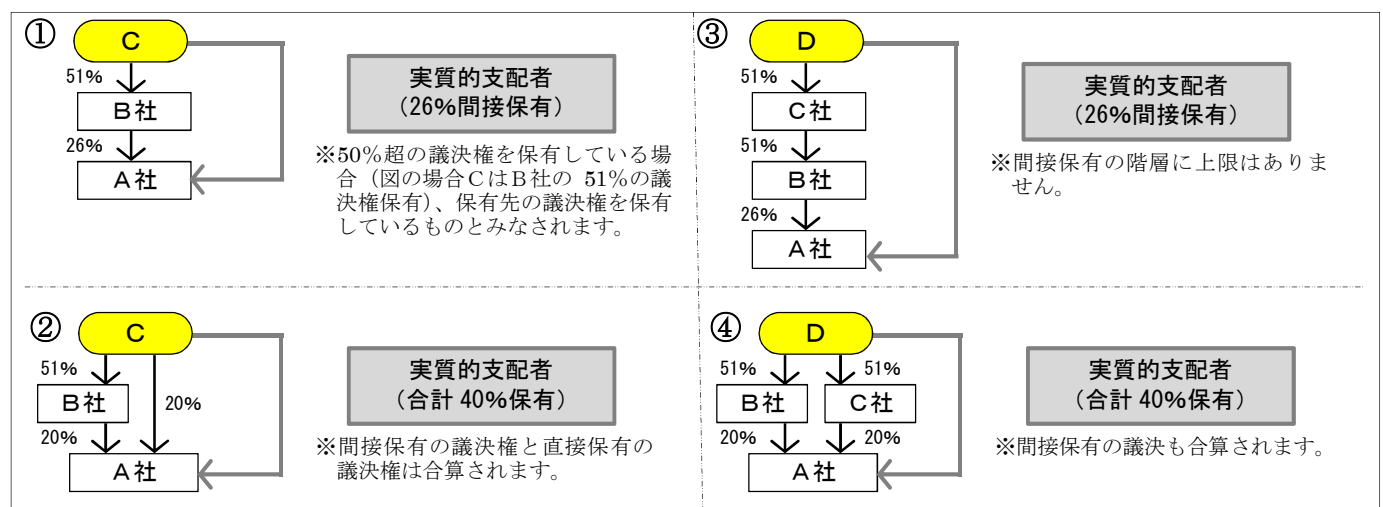 ①
C
51%
B社
26%
A社
実質的支配者
（26%間接保有）
※50%超の議決権を保有している場
合（図の場合CはB社の 51%の議
決権保有）、保有先の議決権を保有
しているものとみなされます。
③
D
51%
C社
51%
B社
26%
A社
実質的支配者
（26%間接保有）
※間接保有の階層に上限はありま
せん。
②
C
51%
B社
20%
20%
A社
実質的支配者
（合計 40%保有）
※間接保有の議決権と直接保有の
議決権は合算されます。
④
D
51%
51%
B社
C社
20%
20%
A社
実質的支配者
（合計 40%保有）
※間接保有の議決も合算されます。